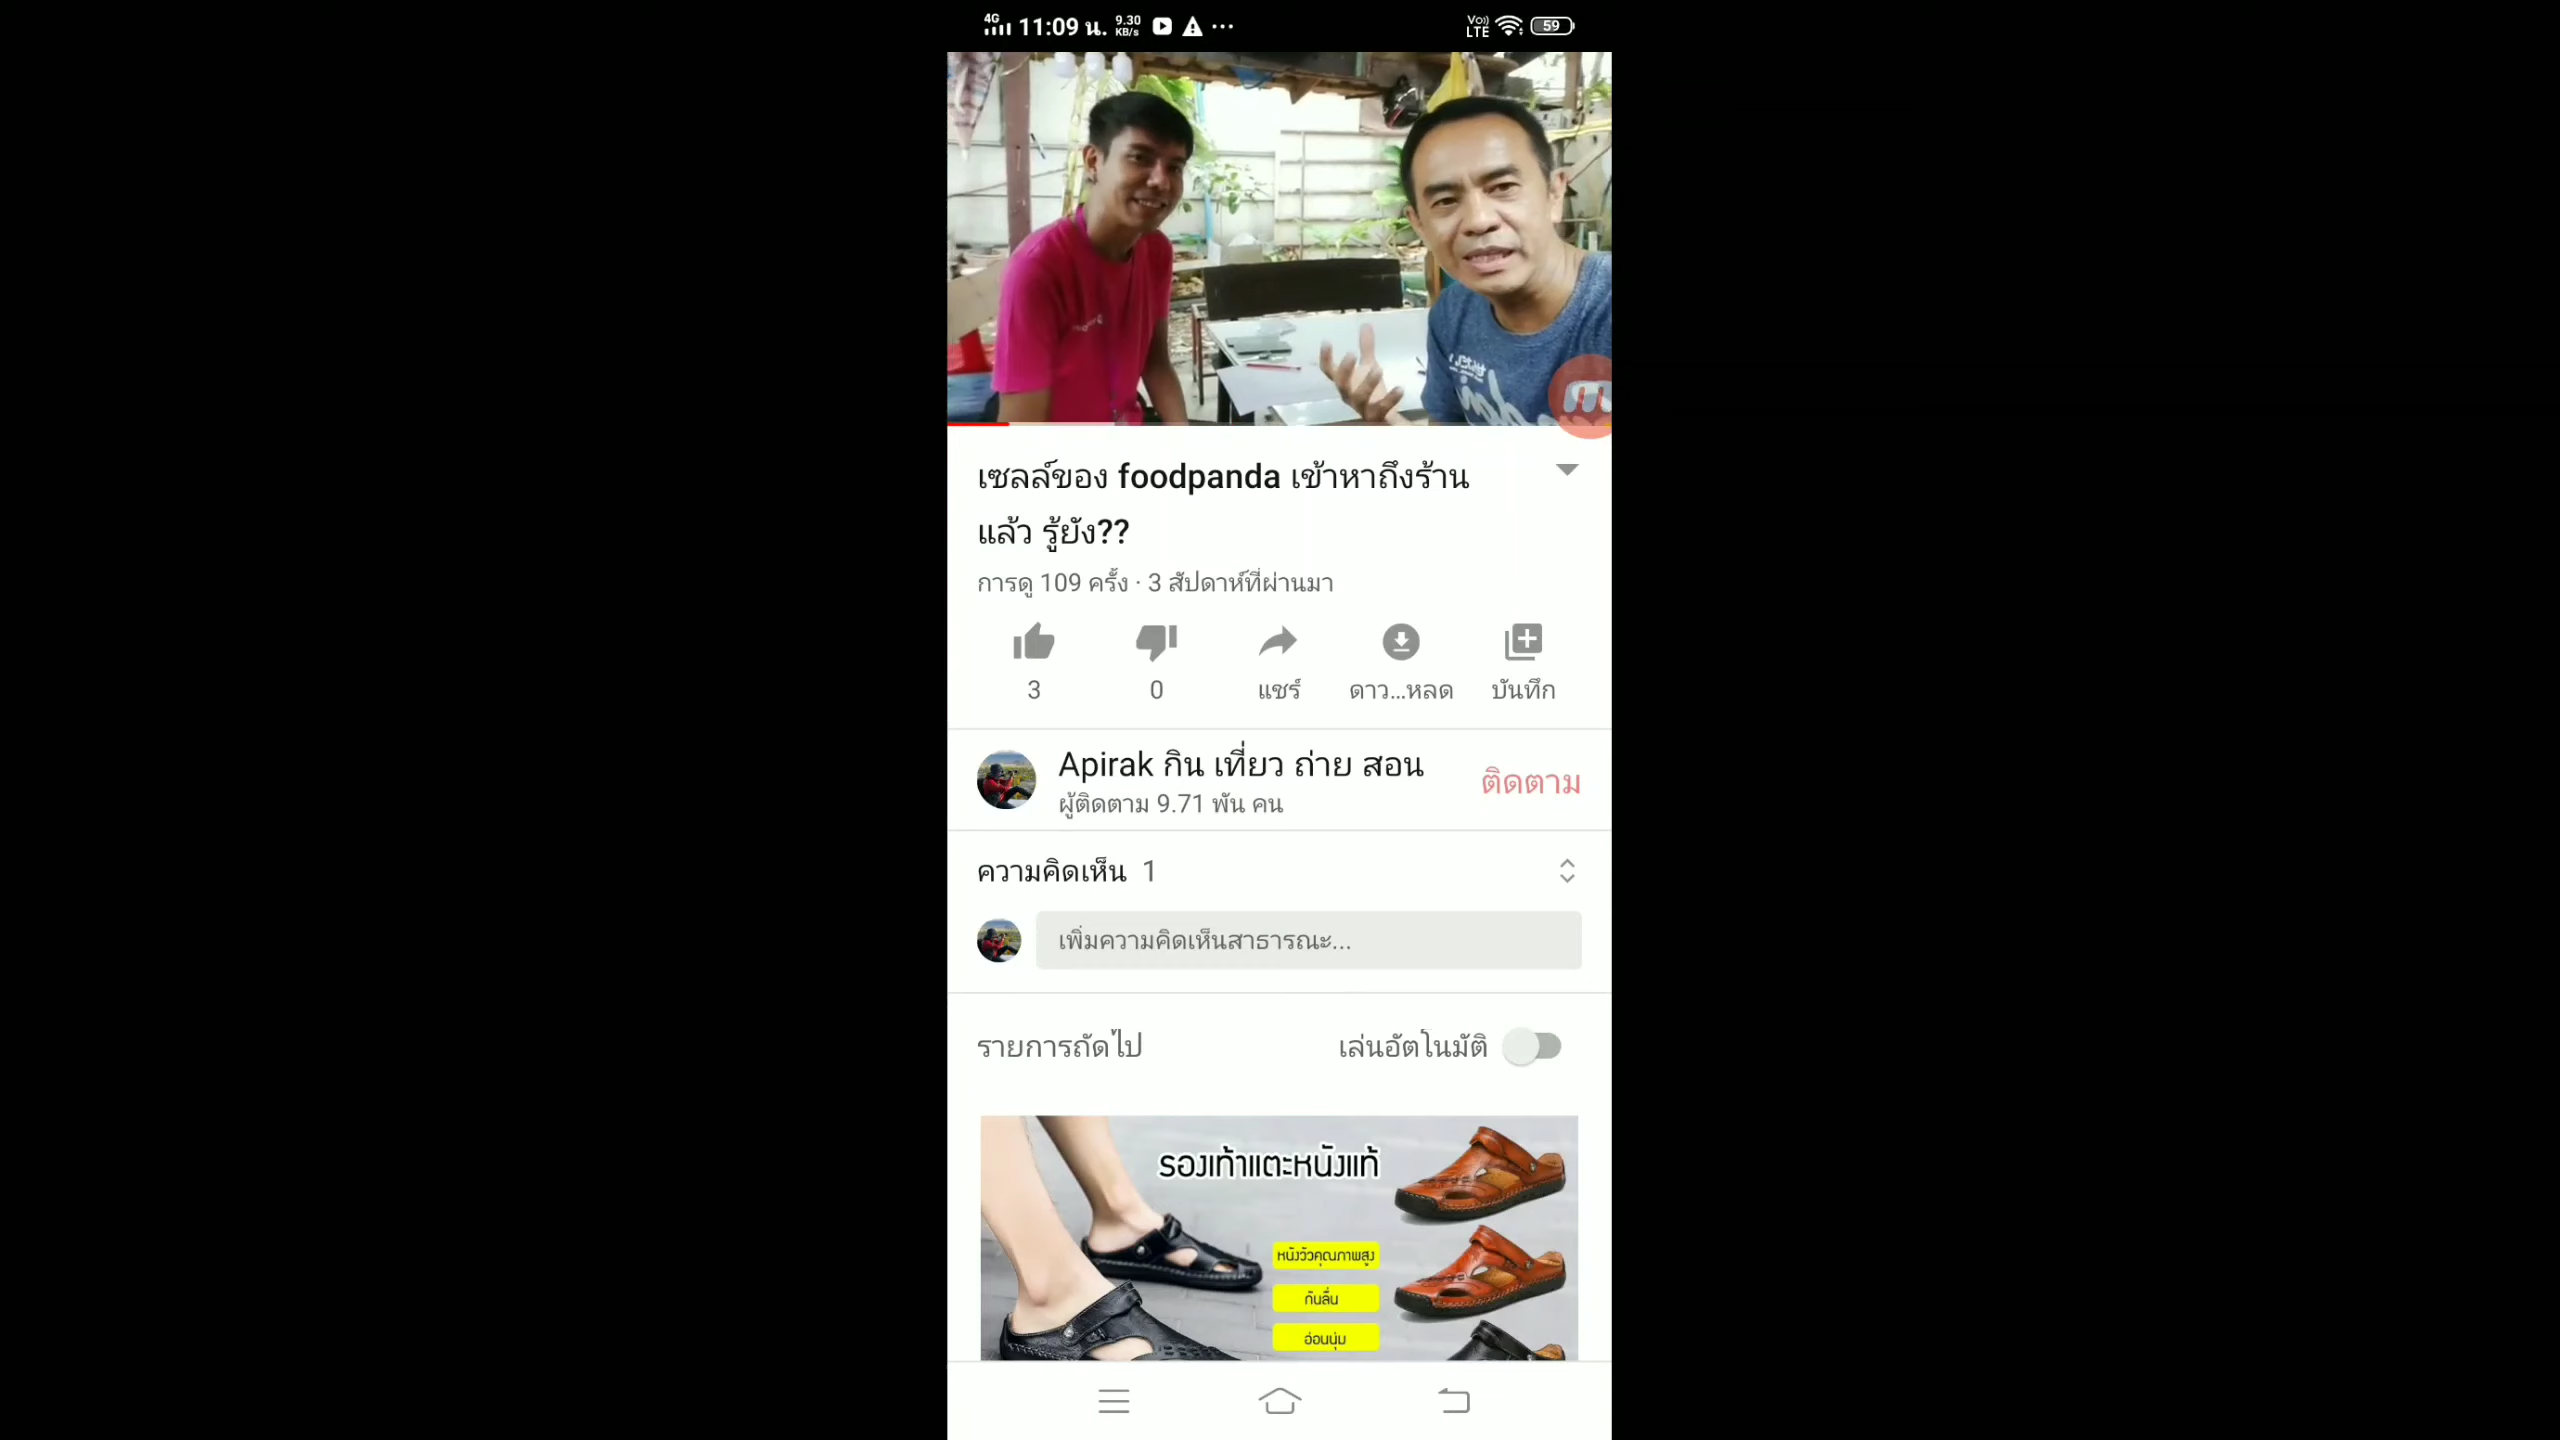 4G 11:09 น. 9.30 KB/s Vo) LTE 59
เซลล์ของ foodpanda เข้าหาถึงร้าน
แล้ว รู้ยัง??
การดู 109 ครั้ง · 3 สัปดาห์ที่ผ่านมา
3 0 แชร์ ดาว...หลด บันทึก
Apirak กิน เที่ยว ถ่าย สอน
ติดตาม
ผู้ติดตาม 9.71 พัน คน
ความคิดเห็น 1
เพิ่มความคิดเห็นสาธารณะ...
รายการถัดไป เล่นอัตโนมัติ
รองเท้าแตะหนังแท้
หนังวัวคุณภาพสูง
กันลื่น
อ่อนนุ่ม